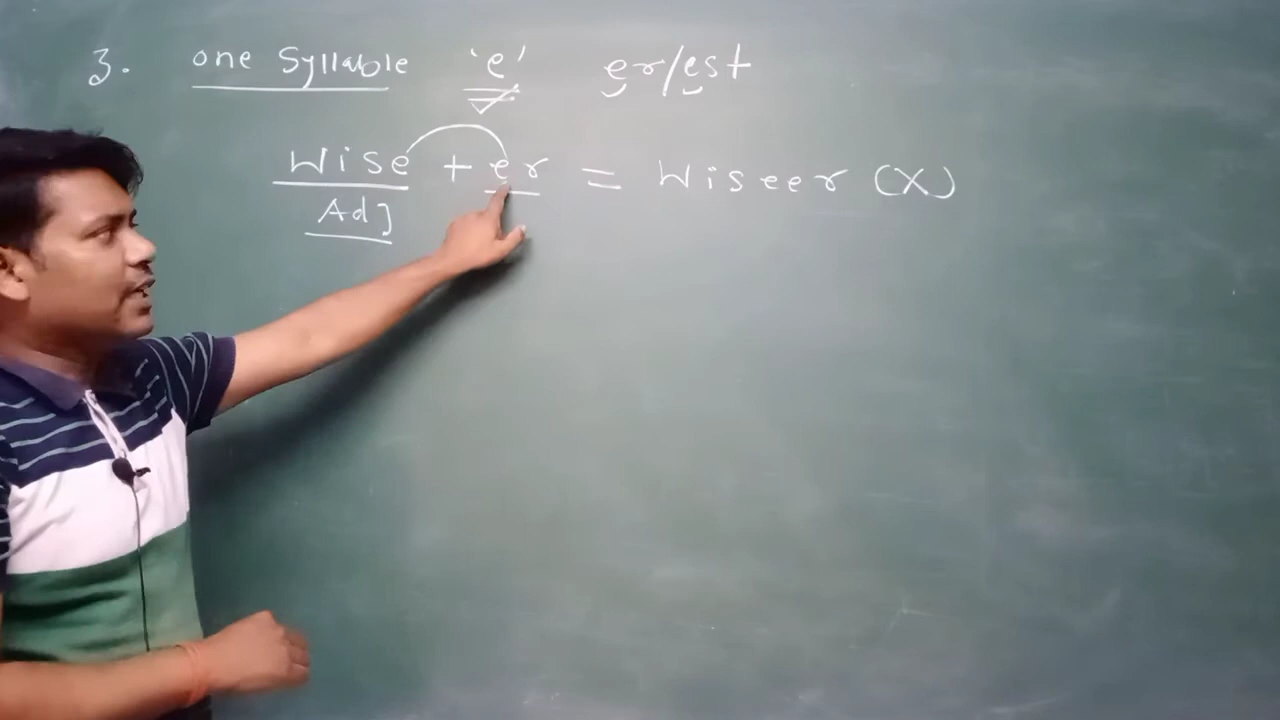 3. one Syllable 'e' er/est
Wise + er = Wiseer (X)
Adj